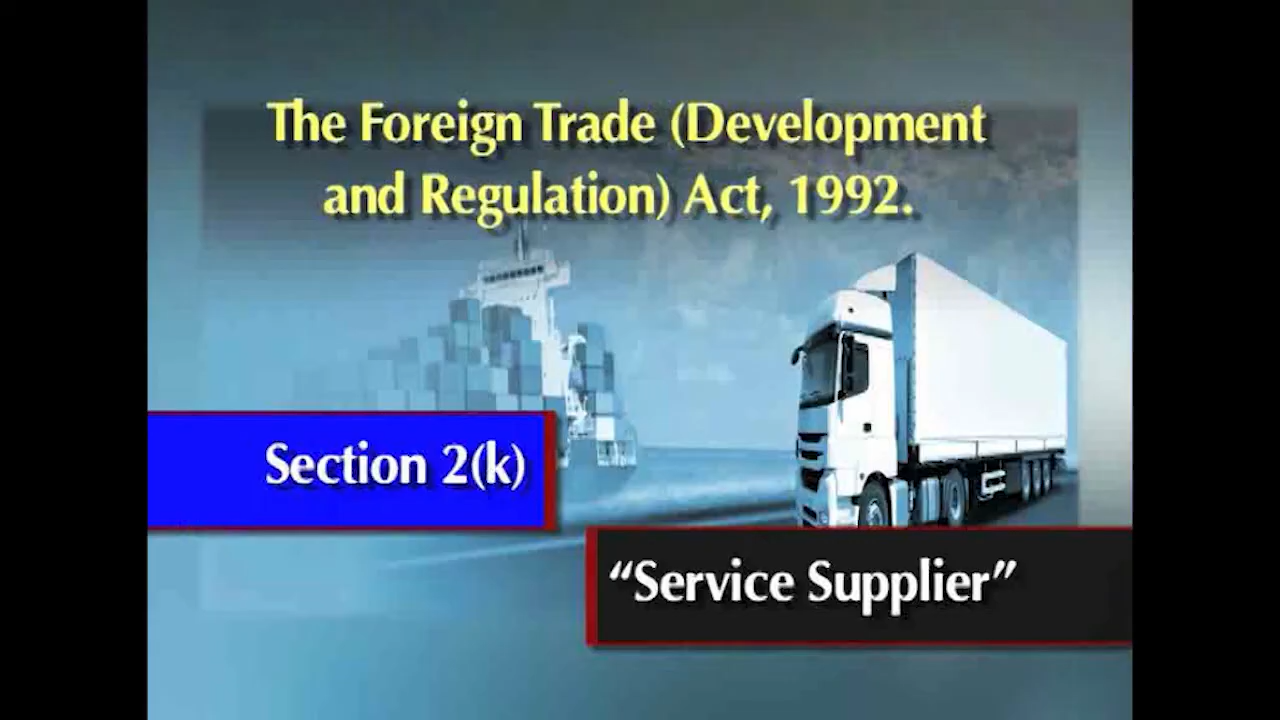 The Foreign Trade (Development
and Regulation) Act, 1992.
Section 2(k)
“Service Supplier”